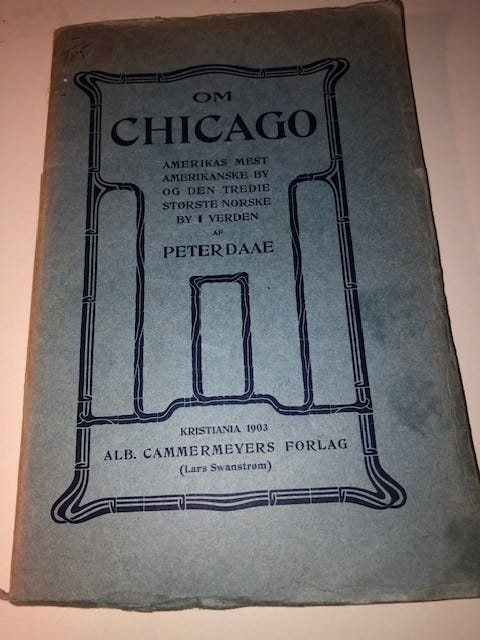 OM
CHICAGO
AMERIKAS MEST
AMERIKANSKE BY
OG DEN TREDIE
STØRSTE NORSKE
BY I VERDEN
AF
PETER DAAE
KRISTIANIA 1903
ALB. CAMMERMEYERS FORLAG
(Lars Swanstrøm)